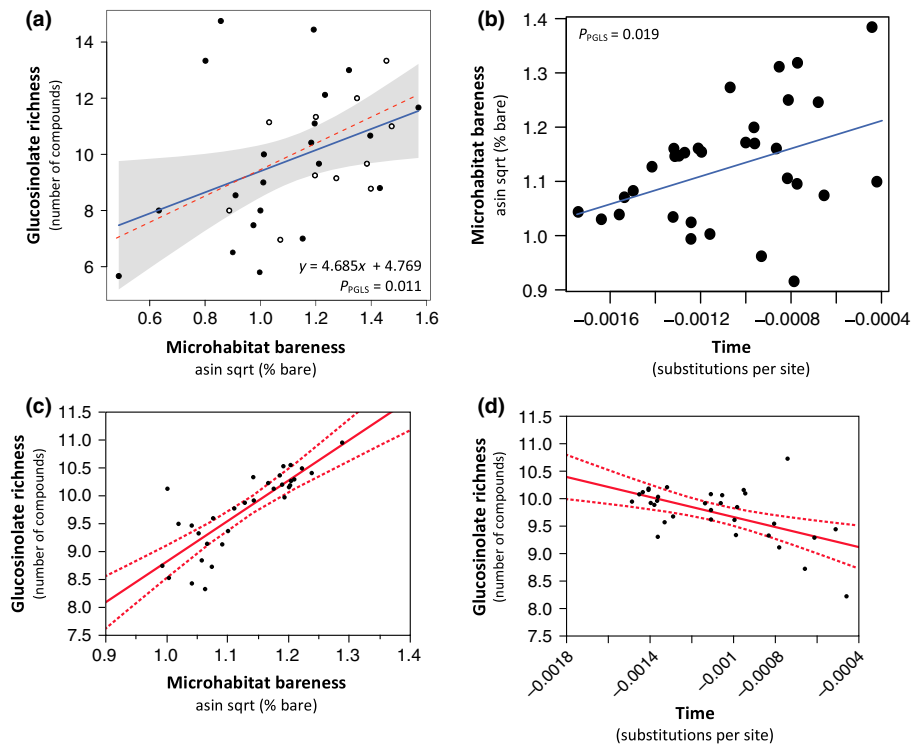 (a)
Glucosinolate richness
(number of compounds)
14
12
10
8
6
y = 4.685x + 4.769
PPGLS = 0.011
0.6
0.8
1.0
1.2
1.4
1.6
Microhabitat bareness
asin sqrt (% bare)
(b)
Microhabitat bareness
asin sqrt (% bare)
1.4
1.3
1.2
1.1
1.0
0.9
PPGLS = 0.019
−0.0016
−0.0012
−0.0008
−0.0004
Time
(substitutions per site)
(c)
Glucosinolate richness
(number of compounds)
11.5
11.0
10.5
10.0
9.5
9.0
8.5
8.0
7.5
0.9
1.0
1.1
1.2
1.3
1.4
Microhabitat bareness
asin sqrt (% bare)
(d)
Glucosinolate richness
(number of compounds)
11.5
11.0
10.5
10.0
9.5
9.0
8.5
8.0
7.5
−0.0018
−0.0014
−0.001
−0.0008
−0.0004
Time
(substitutions per site)